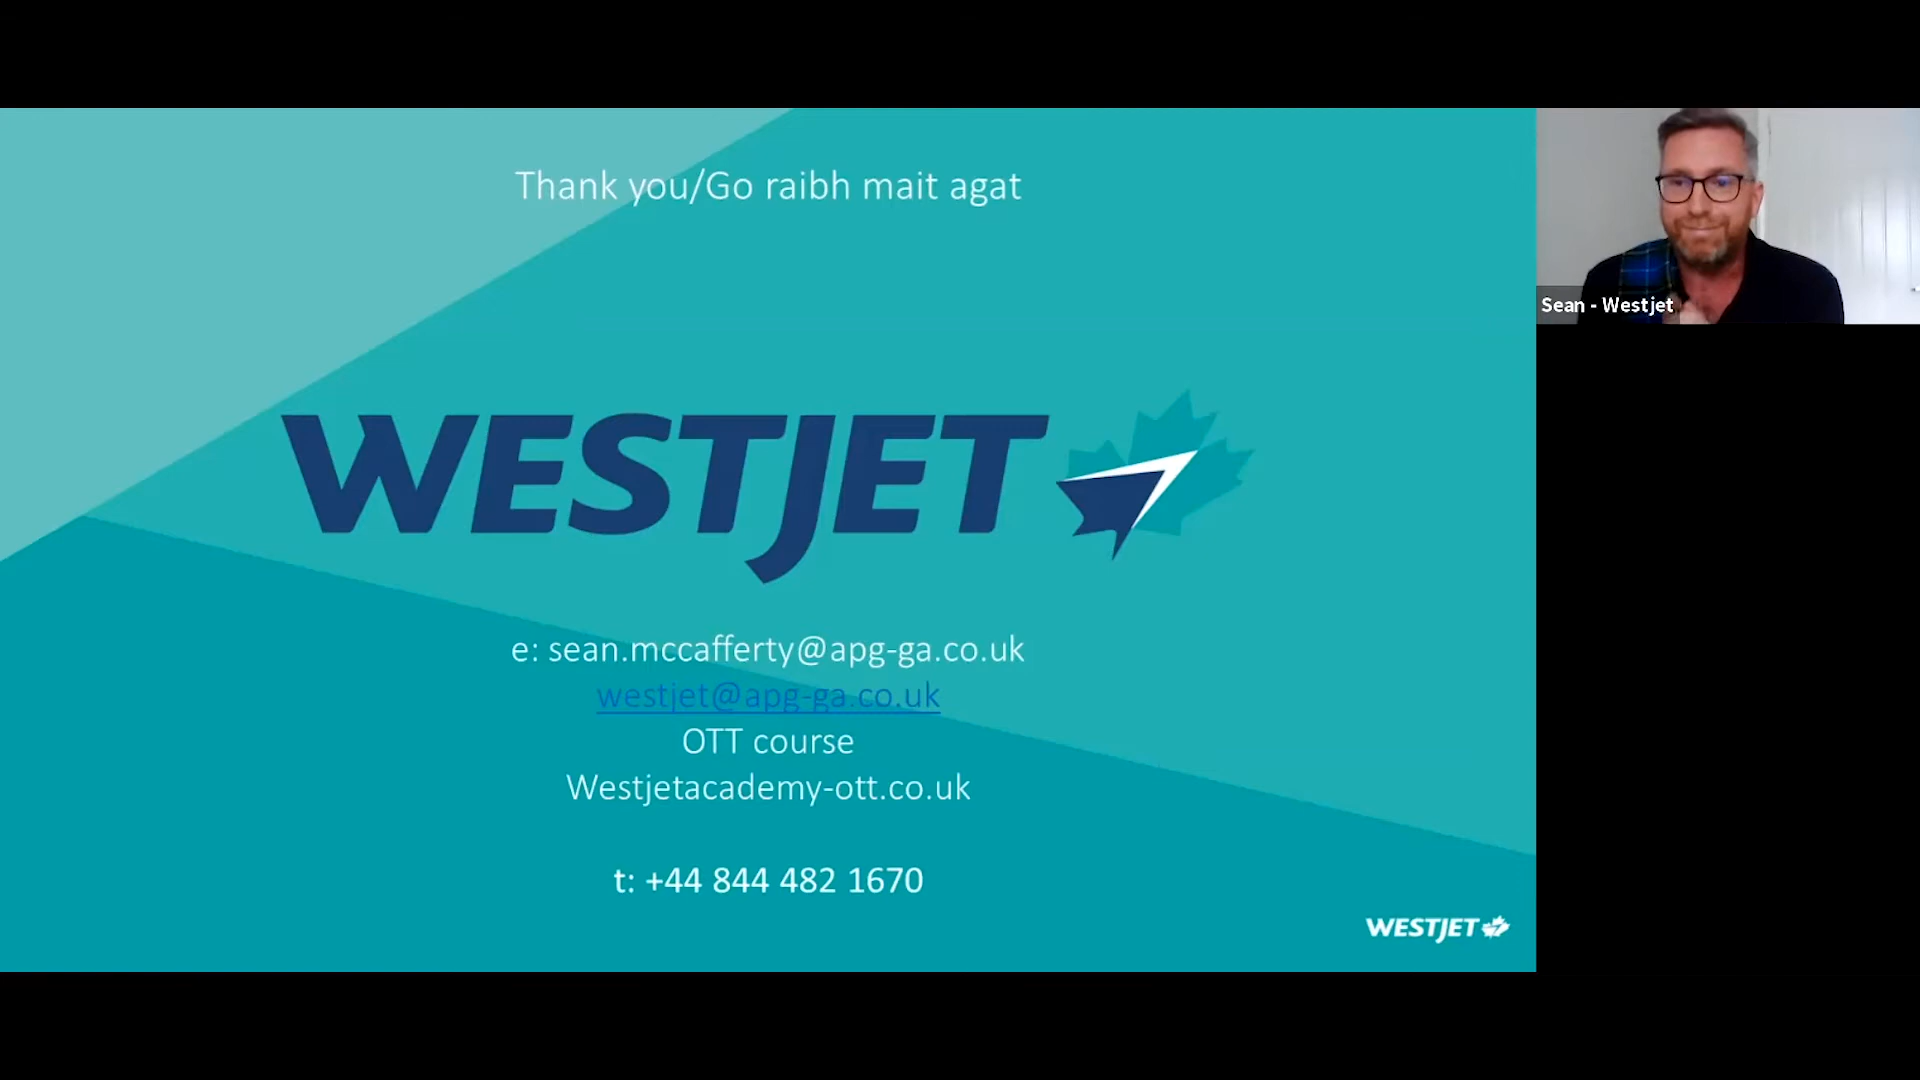 Thank you/Go raibh mait agat
WESTJET
e: sean.mccafferty@apg-ga.co.uk
westjet@apg-ga.co.uk
OTT course
Westjetacademy-ott.co.uk
t: +44 844 482 1670
WESTJET
Sean - Westjet